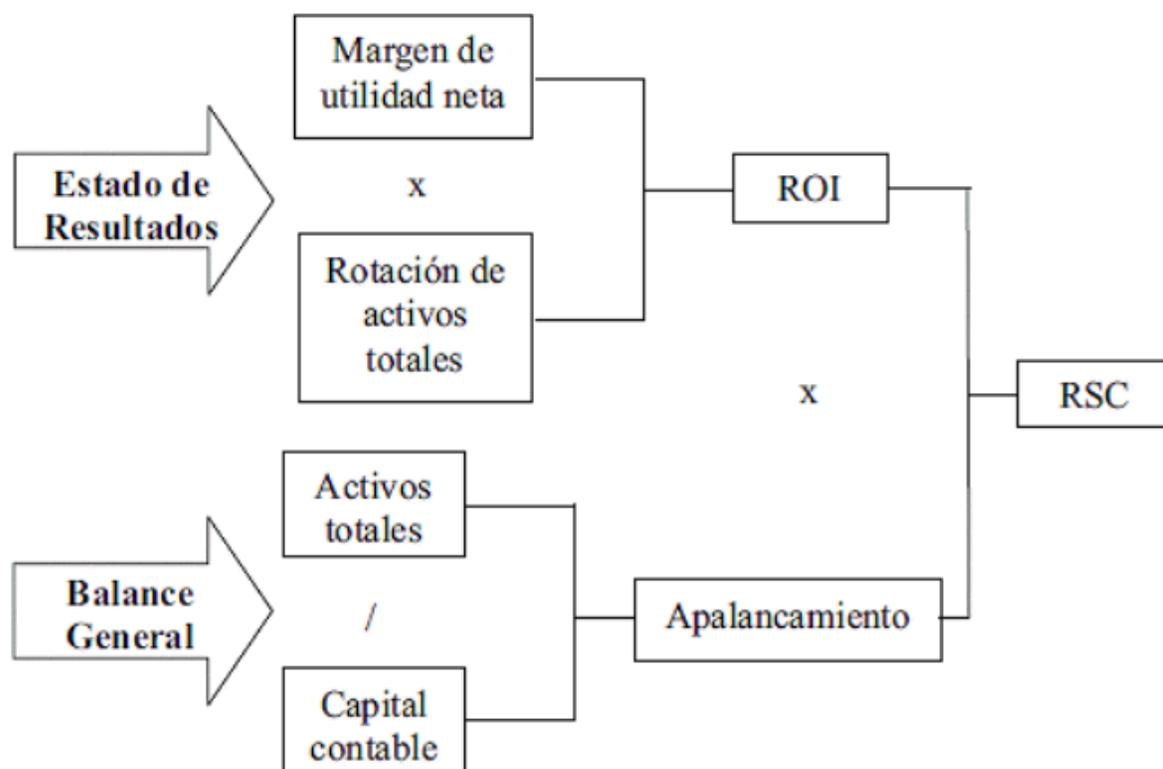 Margen de
utilidad neta
Estado de
Resultados
x
ROI
Rotación de
activos
totales
x
RSC
Activos
totales
Balance
General
/
Apalancamiento
Capital
contable